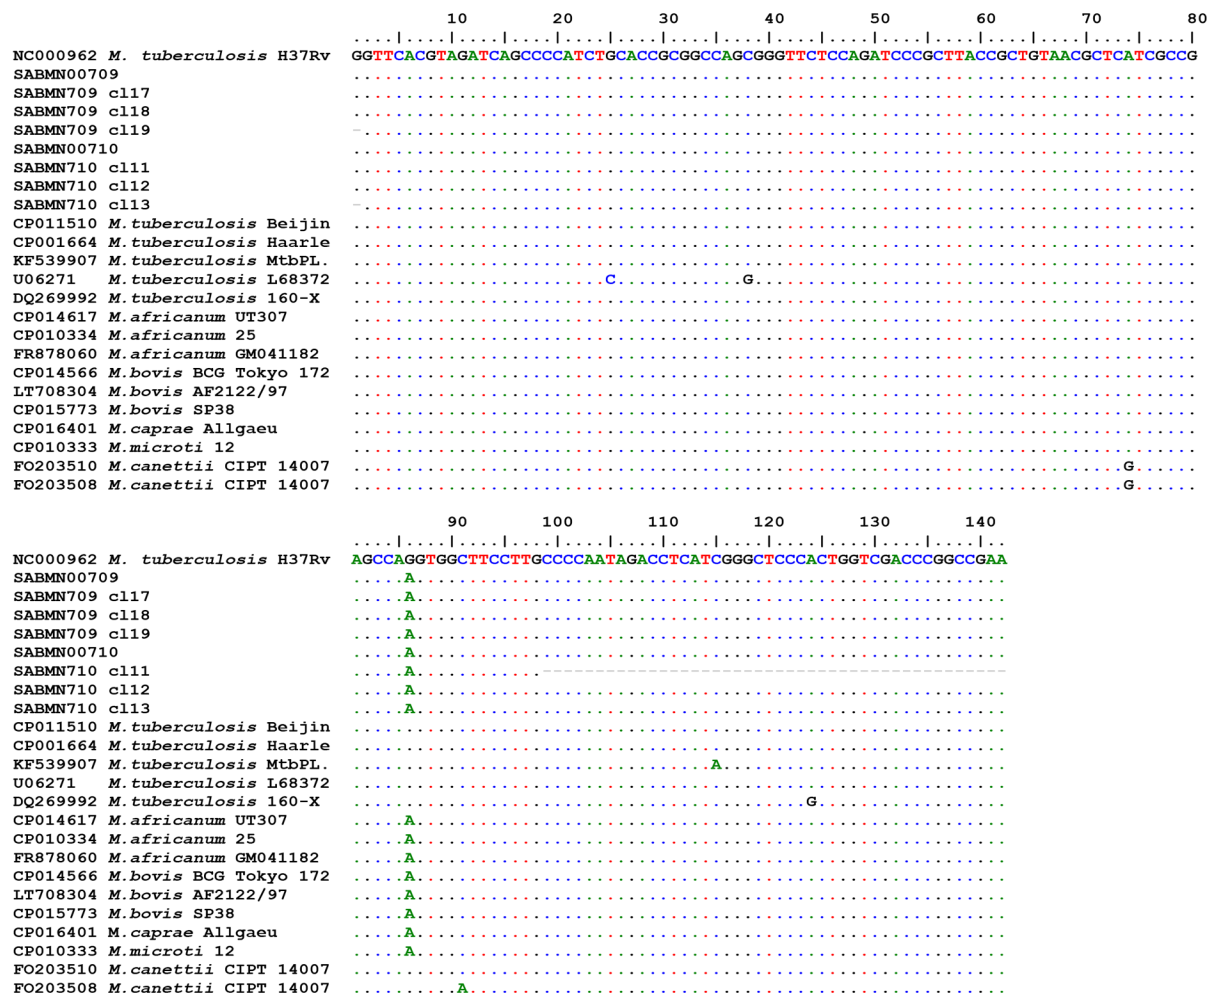 10 20 30 40 50 60 70 80
NC000962 M. tuberculosis H37Rv GGTTCACGTAGATCAGCCCCATCTGCACCGCGGCCAGCGGGTTCTCCAGATCCCGCTTACCGCTGTAACGCTCATCGCCG
SABMN00709
SABMN709 cl17
SABMN709 cl18
SABMN709 cl19 -
SABMN00710
SABMN710 cl11
SABMN710 cl12
SABMN710 cl13 -
CP011510 M.tuberculosis Beijin
CP001664 M.tuberculosis Haarle
KF539907 M.tuberculosis MtbPL.
U06271 M.tuberculosis L68372 C G
DQ269992 M.tuberculosis 160-X
CP014617 M.africanum UT307
CP010334 M.africanum 25
FR878060 M.africanum GM041182
CP014566 M.bovis BCG Tokyo 172
LT708304 M.bovis AF2122/97
CP015773 M.bovis SP38
CP016401 M.caprae Allgaeu
CP010333 M.microti 12
FO203510 M.canettii CIPT 14007 G
FO203508 M.canettii CIPT 14007 G
90 100 110 120 130 140
NC000962 M. tuberculosis H37Rv AGCCAGGTGGCTTCCTTGCCCCAATAGACCTCATCGGGCTCCCACTGGTCGACCCGGCCGAA
SABMN00709 A
SABMN709 cl17 A
SABMN709 cl18 A
SABMN709 cl19 A
SABMN00710 A
SABMN710 cl11 A --------------------------------------------
SABMN710 cl12 A
SABMN710 cl13 A
CP011510 M.tuberculosis Beijin
CP001664 M.tuberculosis Haarle
KF539907 M.tuberculosis MtbPL. A
U06271 M.tuberculosis L68372
DQ269992 M.tuberculosis 160-X G
CP014617 M.africanum UT307 A
CP010334 M.africanum 25 A
FR878060 M.africanum GM041182 A
CP014566 M.bovis BCG Tokyo 172 A
LT708304 M.bovis AF2122/97 A
CP015773 M.bovis SP38 A
CP016401 M.caprae Allgaeu A
CP010333 M.microti 12 A
FO203510 M.canettii CIPT 14007
FO203508 M.canettii CIPT 14007 A